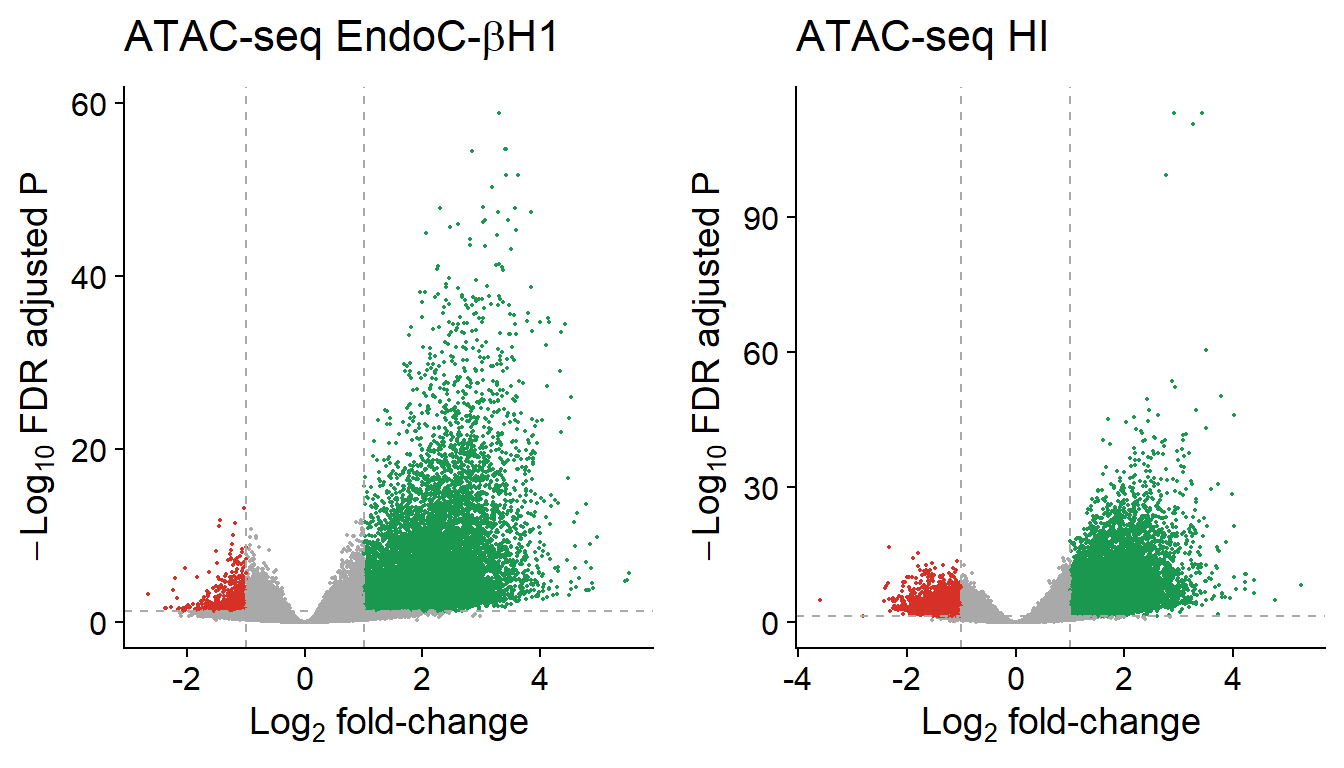 ATAC-seq EndoC-βH1
60
40
20
0
-2 0 2 4
−Log10 FDR adjusted P
Log2 fold-change
ATAC-seq HI
90
60
30
0
-4 -2 0 2 4
−Log10 FDR adjusted P
Log2 fold-change